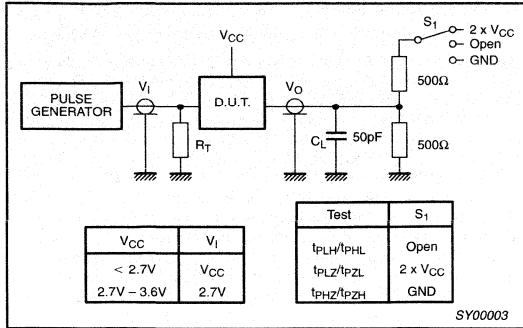 S1
2 x VCC
Open
GND
VCC
500Ω
PULSE
GENERATOR
VI
D.U.T.
VO
RT
CL
50pF
500Ω
VCC VI
< 2.7V VCC
2.7V – 3.6V 2.7V
Test S1
tPLH/tPHL Open
tPLZ/tPZL 2 x VCC
tPHZ/tPZH GND
SY00003